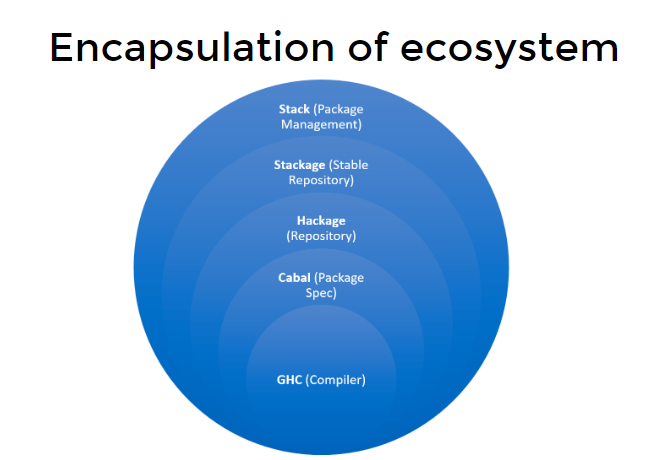 Encapsulation of ecosystem
Stack (Package
Management)
Stackage (Stable
Repository)
Hackage
(Repository)
Cabal (Package
Spec)
GHC (Compiler)